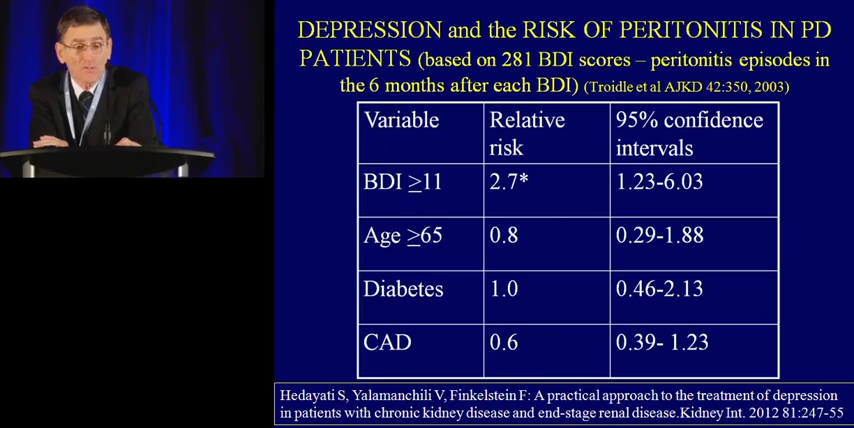 DEPRESSION and the RISK OF PERITONITIS IN PD
PATIENTS (based on 281 BDI scores – peritonitis episodes in
the 6 months after each BDI) (Troidle et al AJKD 42:350, 2003)
Variable Relative risk 95% confidence intervals
BDI ≥11 2.7* 1.23-6.03
Age ≥65 0.8 0.29-1.88
Diabetes 1.0 0.46-2.13
CAD 0.6 0.39- 1.23
Hedayati S, Yalamanchili V, Finkelstein F: A practical approach to the treatment of depression
in patients with chronic kidney disease and end-stage renal disease.Kidney Int. 2012 81:247-55